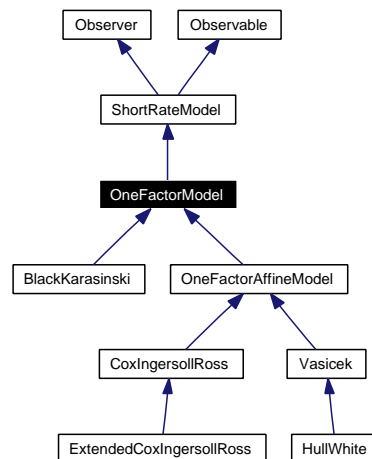 Observer
Observable
ShortRateModel
OneFactorModel
BlackKarasinski
OneFactorAffineModel
CoxIngersollRoss
Vasicek
ExtendedCoxIngersollRoss
HullWhite